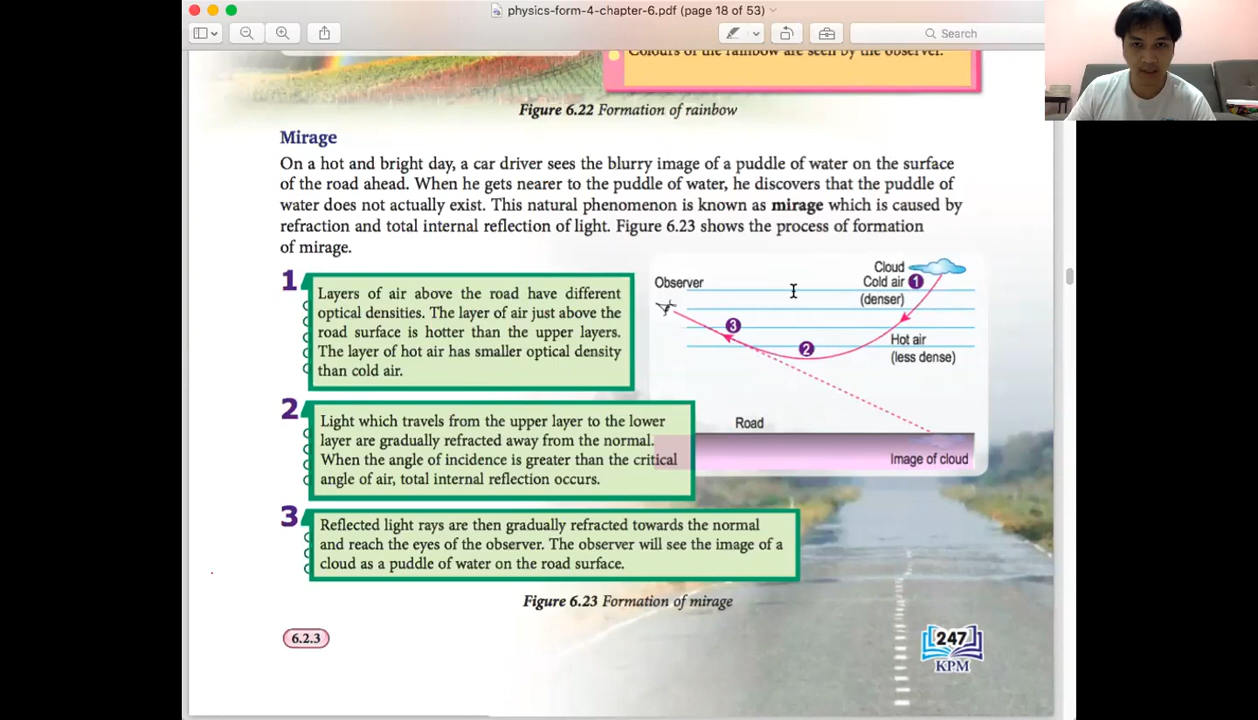 physics-form-4-chapter-6.pdf (page 18 of 53)
Search
Colours of the rainbow are seen by the observer.
Figure 6.22 Formation of rainbow
Mirage
On a hot and bright day, a car driver sees the blurry image of a puddle of water on the surface
of the road ahead. When he gets nearer to the puddle of water, he discovers that the puddle of
water does not actually exist. This natural phenomenon is known as mirage which is caused by
refraction and total internal reflection of light. Figure 6.23 shows the process of formation
of mirage.
1
Layers of air above the road have different
optical densities. The layer of air just above the
road surface is hotter than the upper layers.
The layer of hot air has smaller optical density
than cold air.
Observer
Cloud
Cold air 1
(denser)
3
2
Hot air
(less dense)
Road
Image of cloud
2
Light which travels from the upper layer to the lower
layer are gradually refracted away from the normal.
When the angle of incidence is greater than the critical
angle of air, total internal reflection occurs.
3
Reflected light rays are then gradually refracted towards the normal
and reach the eyes of the observer. The observer will see the image of a
cloud as a puddle of water on the road surface.
Figure 6.23 Formation of mirage
6.2.3
247
KPM